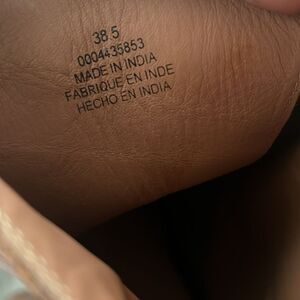 38.5
0004435853
MADE IN INDIA
FABRIQUE EN INDE
HECHO EN INDIA